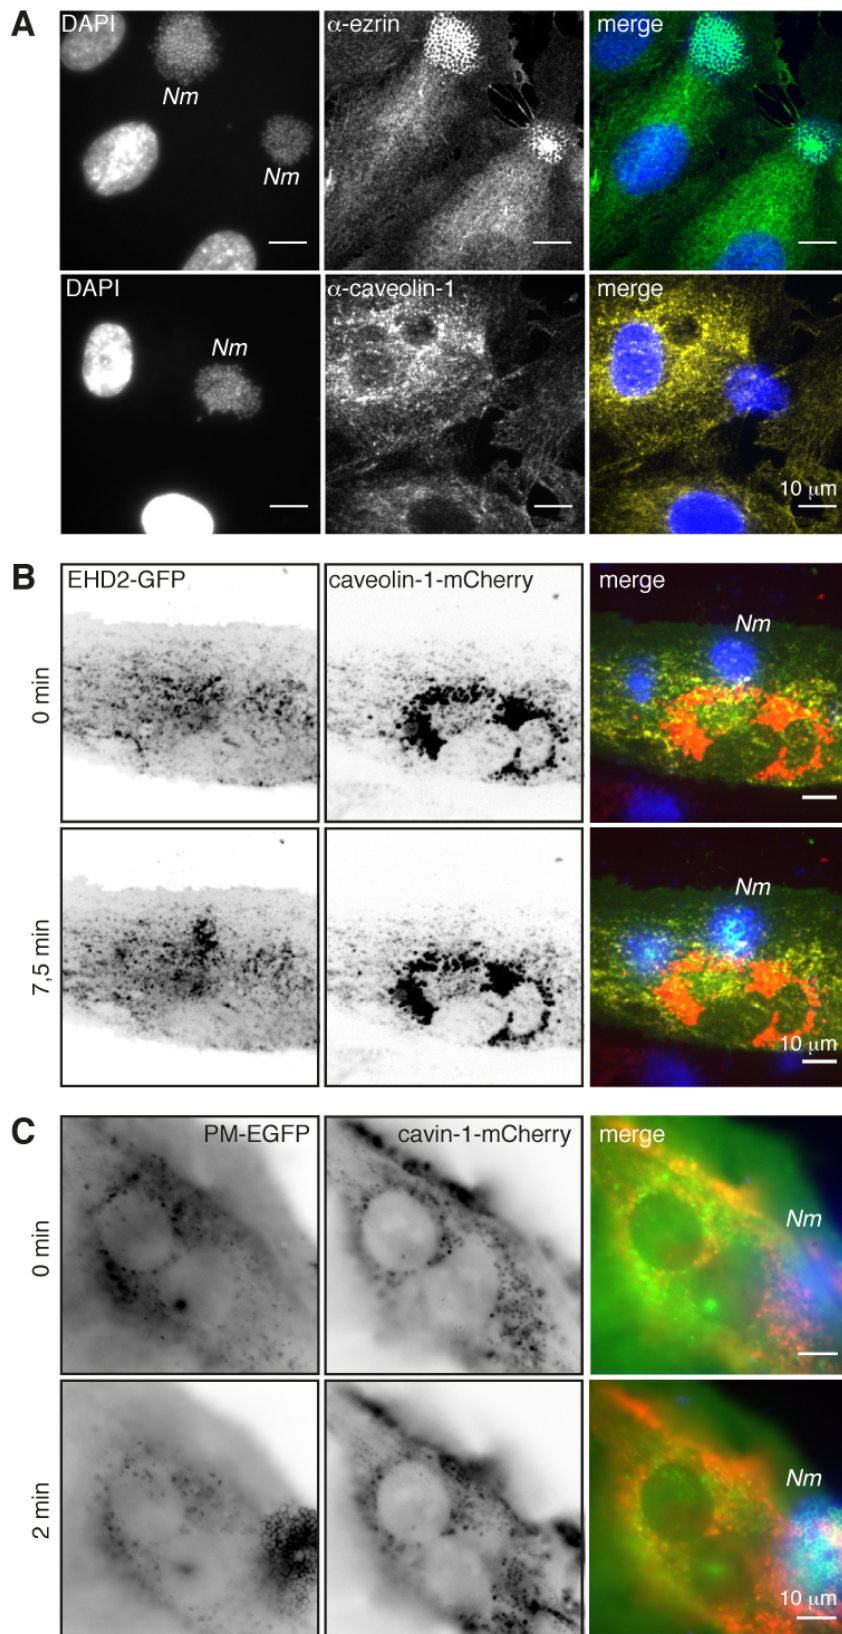 A
DAPI
α-ezrin
merge
Nm
Nm
DAPI
α-caveolin-1
merge
Nm
10 µm
B
EHD2-GFP
caveolin-1-mCherry
merge
0 min
Nm
7,5 min
Nm
10 µm
C
PM-EGFP
cavin-1-mCherry
merge
0 min
Nm
2 min
Nm
10 µm